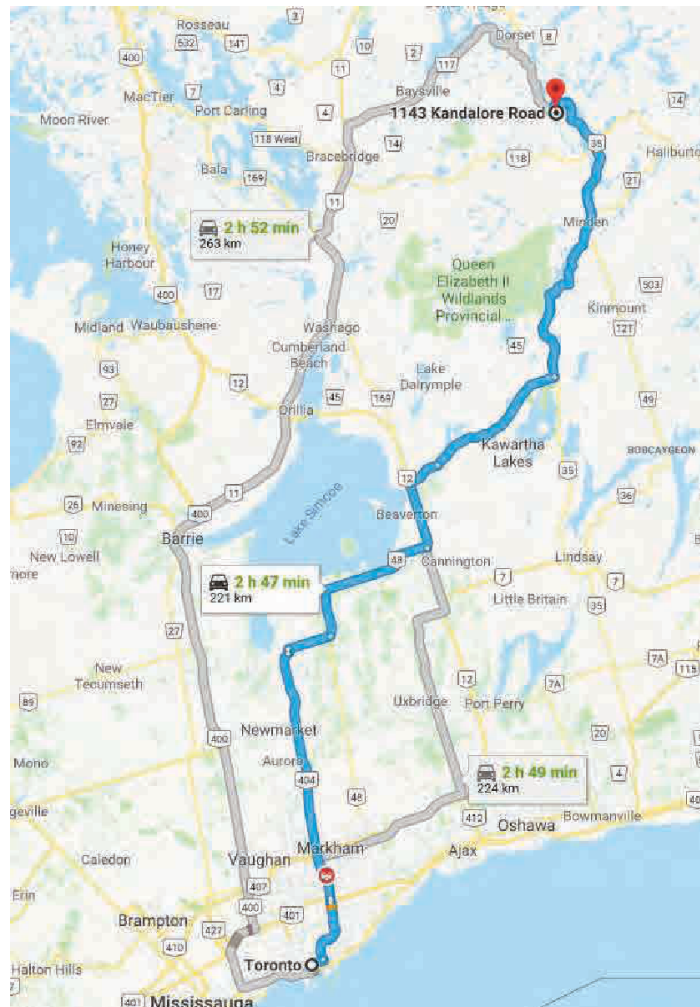 Rosseau
3
Dorset
8
632
141
10
2
400
11
117
Baysville
4
7
MacTier
Port Carling
4
1143 Kandalore Road
14
Moon River
118 West
Bracebridge
14
35
Haliburton
Bala
169
118
21
11
20
Minden
2 h 52 min
263 km
Honey
Harbour
Queen
Elizabeth II
Wildlands
Provincial ...
503
400
17
Kinmount
Midland
Waubaushene
Washago
Cumberland
Beach
121
45
93
12
Lake
Dalrymple
27
45
169
49
Orillia
Elmvale
92
Kawartha
Lakes
BOBCAYGEON
12
35
11
36
26
Minesing
400
Lake Simcoe
Beaverton
10
Barrie
New Lowell
48
Cannington
Lindsay
2 h 47 min
221 km
7
7
Little Britain
35
27
7A
New
Tecumseth
115
12
7A
89
Uxbridge
Port Perry
Newmarket
400
20
Mono
Aurora
404
2 h 49 min
224 km
48
4
412
Bowmanville
Oshawa
Markham
Ajax
Caledon
Vaughan
407
Erin
400
401
Brampton
427
410
Toronto
Halton Hills
401
Mississauga